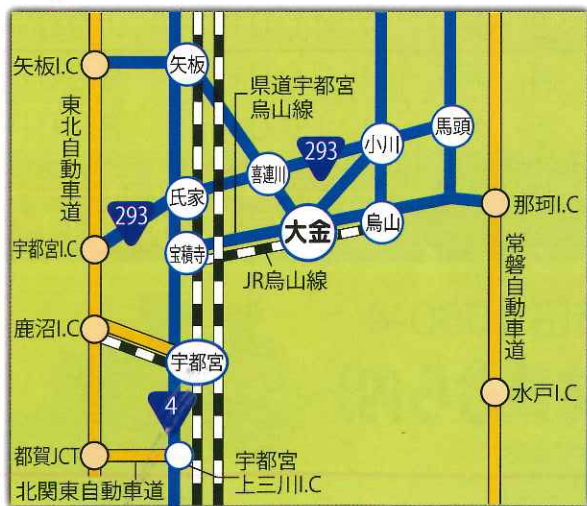 矢板I.C
矢板
県道宇都宮
烏山線
東北自動車道
293
小川
馬頭
喜連川
氏家
293
大金
烏山
那珂I.C
宇都宮I.C
宝積寺
JR烏山線
常磐自動車道
鹿沼I.C
宇都宮
水戸I.C
4
都賀JCT
宇都宮
上三川I.C
北関東自動車道